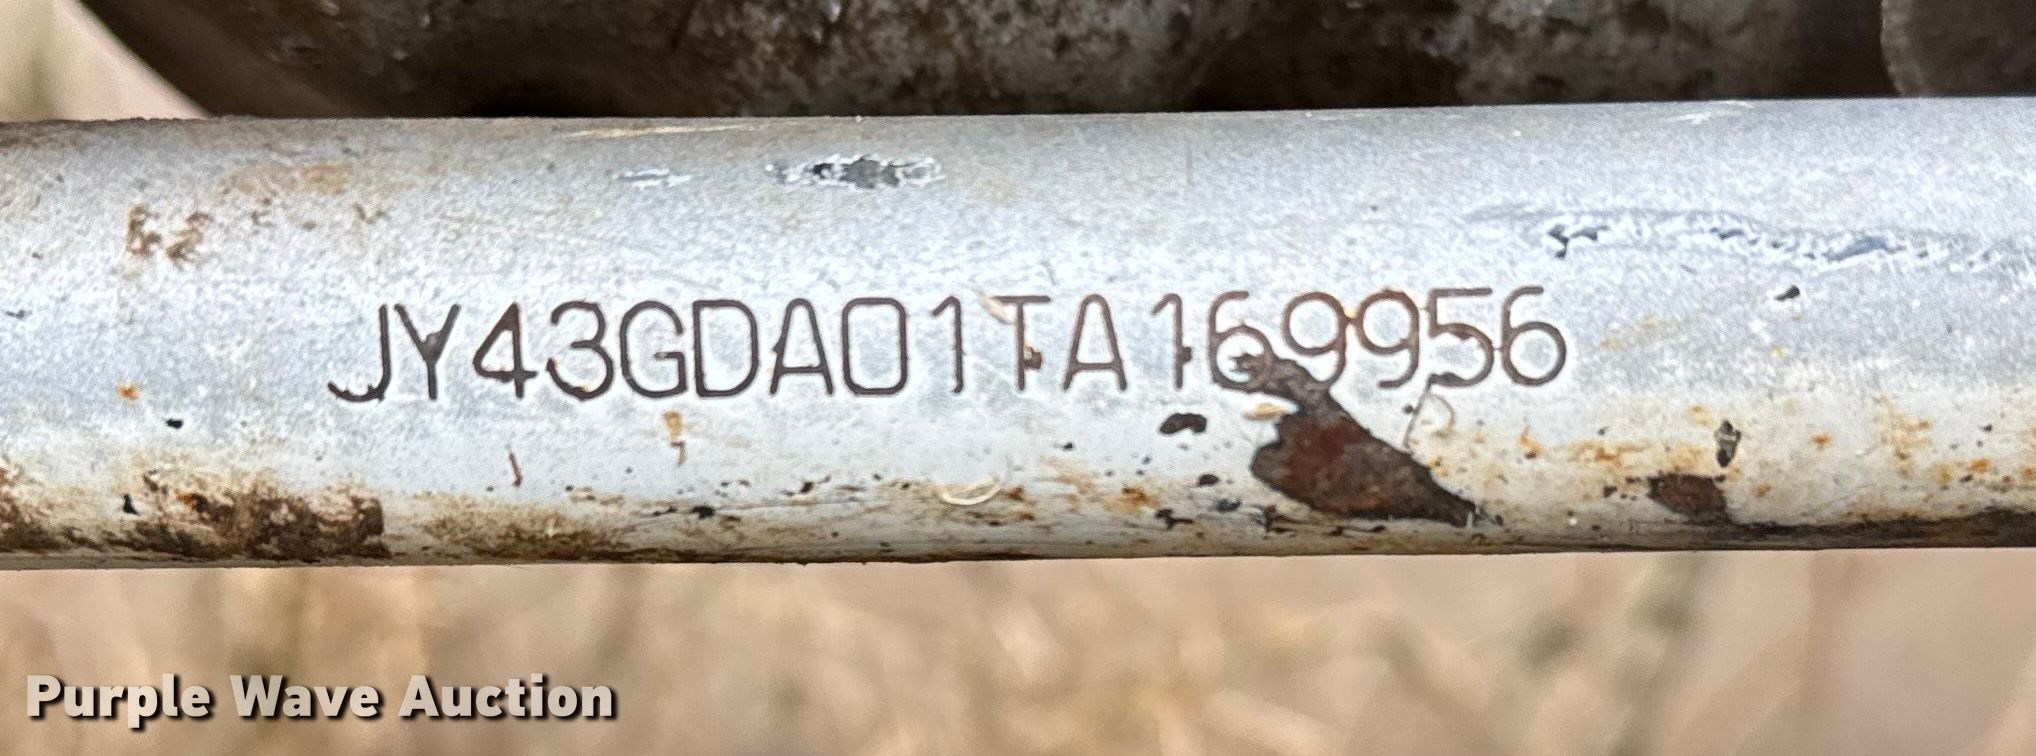 JY43GDA01TA169956
Purple Wave Auction